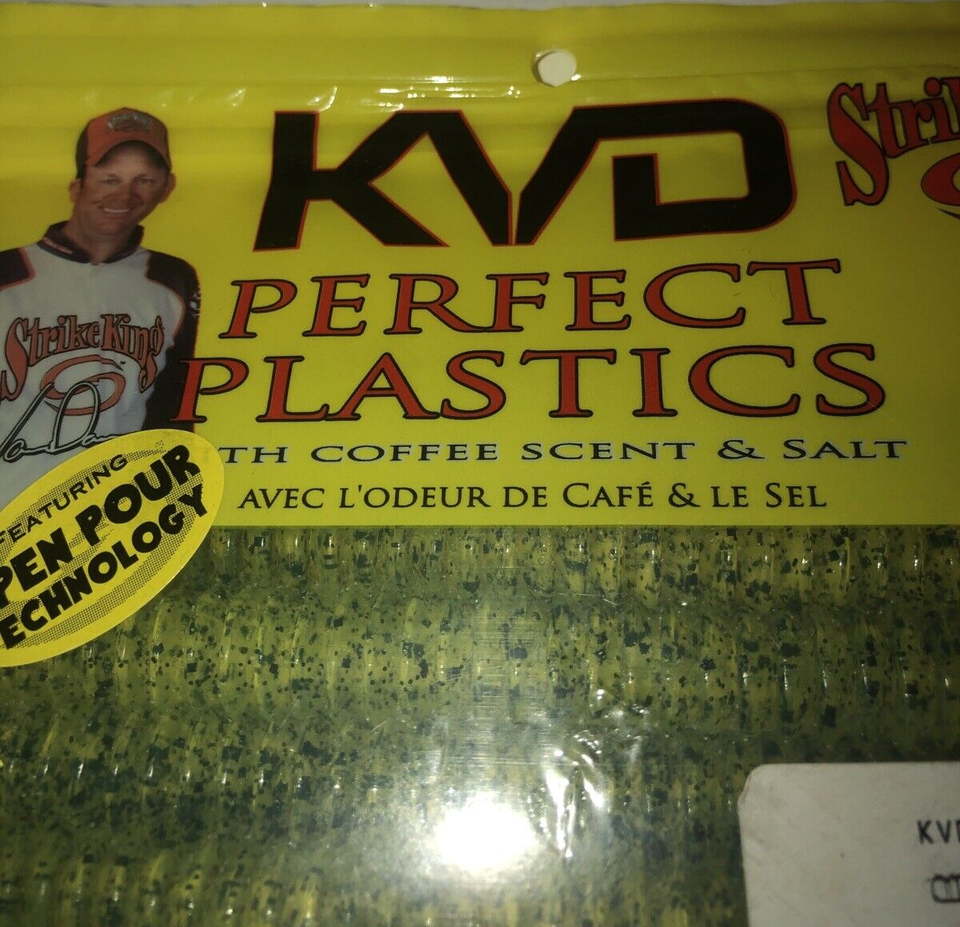 KVD
Strike King
PERFECT
PLASTICS
TH COFFEE SCENT & SALT
AVEC L'ODEUR DE CAFÉ & LE SEL
FEATURING
PEN POUR
ECHNOLOGY
Stri
KV